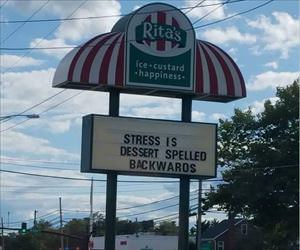 Rita's
ice • custard
• happiness •
STRESS IS
DESSERT SPELLED
BACKWARDS